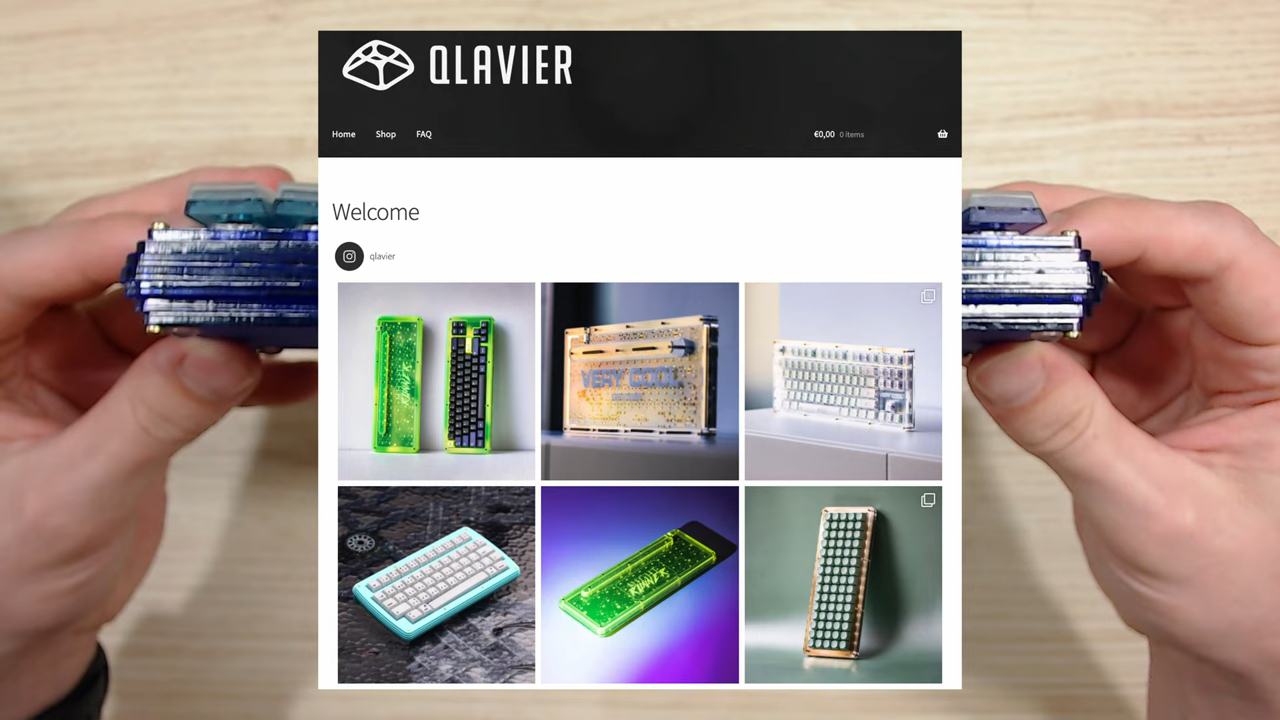 QLAVIER
Home Shop FAQ €0,00 0 items
Welcome
qlavier
VERY COOL